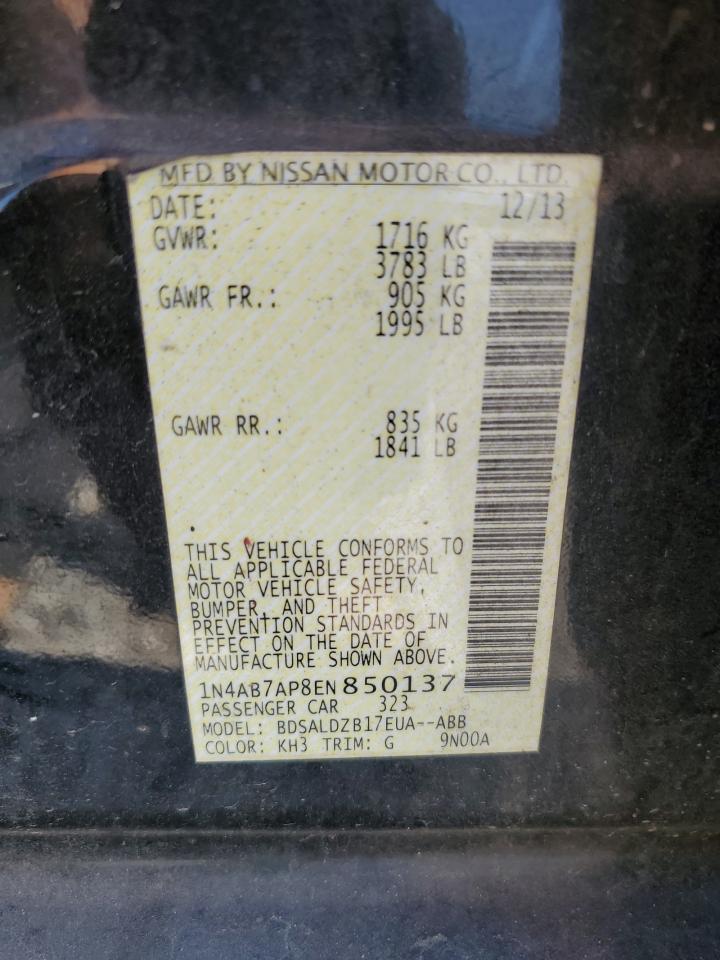 MFD BY NISSAN MOTOR CO., LTD.
DATE: 12/13
GVWR: 1716 KG
3783 LB
GAWR FR.: 905 KG
1995 LB
GAWR RR.: 835 KG
1841 LB
THIS VEHICLE CONFORMS TO
ALL APPLICABLE FEDERAL
MOTOR VEHICLE SAFETY,
BUMPER, AND THEFT
PREVENTION STANDARDS IN
EFFECT ON THE DATE OF
MANUFACTURE SHOWN ABOVE.
1N4AB7AP8EN 850137
PASSENGER CAR 323
MODEL: BDSALDZB17EUA--ABB
COLOR: KH3 TRIM: G 9N00A